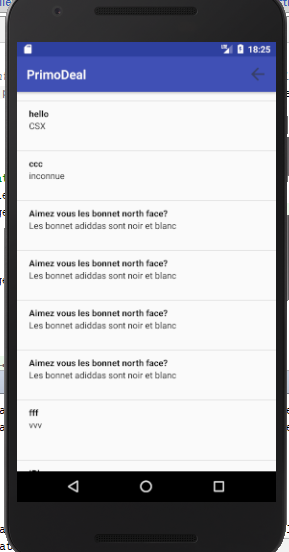 18:25
PrimoDeal
hello
CSX
ccc
inconnue
Aimez vous les bonnet north face?
Les bonnet adiddas sont noir et blanc
Aimez vous les bonnet north face?
Les bonnet adiddas sont noir et blanc
Aimez vous les bonnet north face?
Les bonnet adiddas sont noir et blanc
Aimez vous les bonnet north face?
Les bonnet adiddas sont noir et blanc
fff
vvv